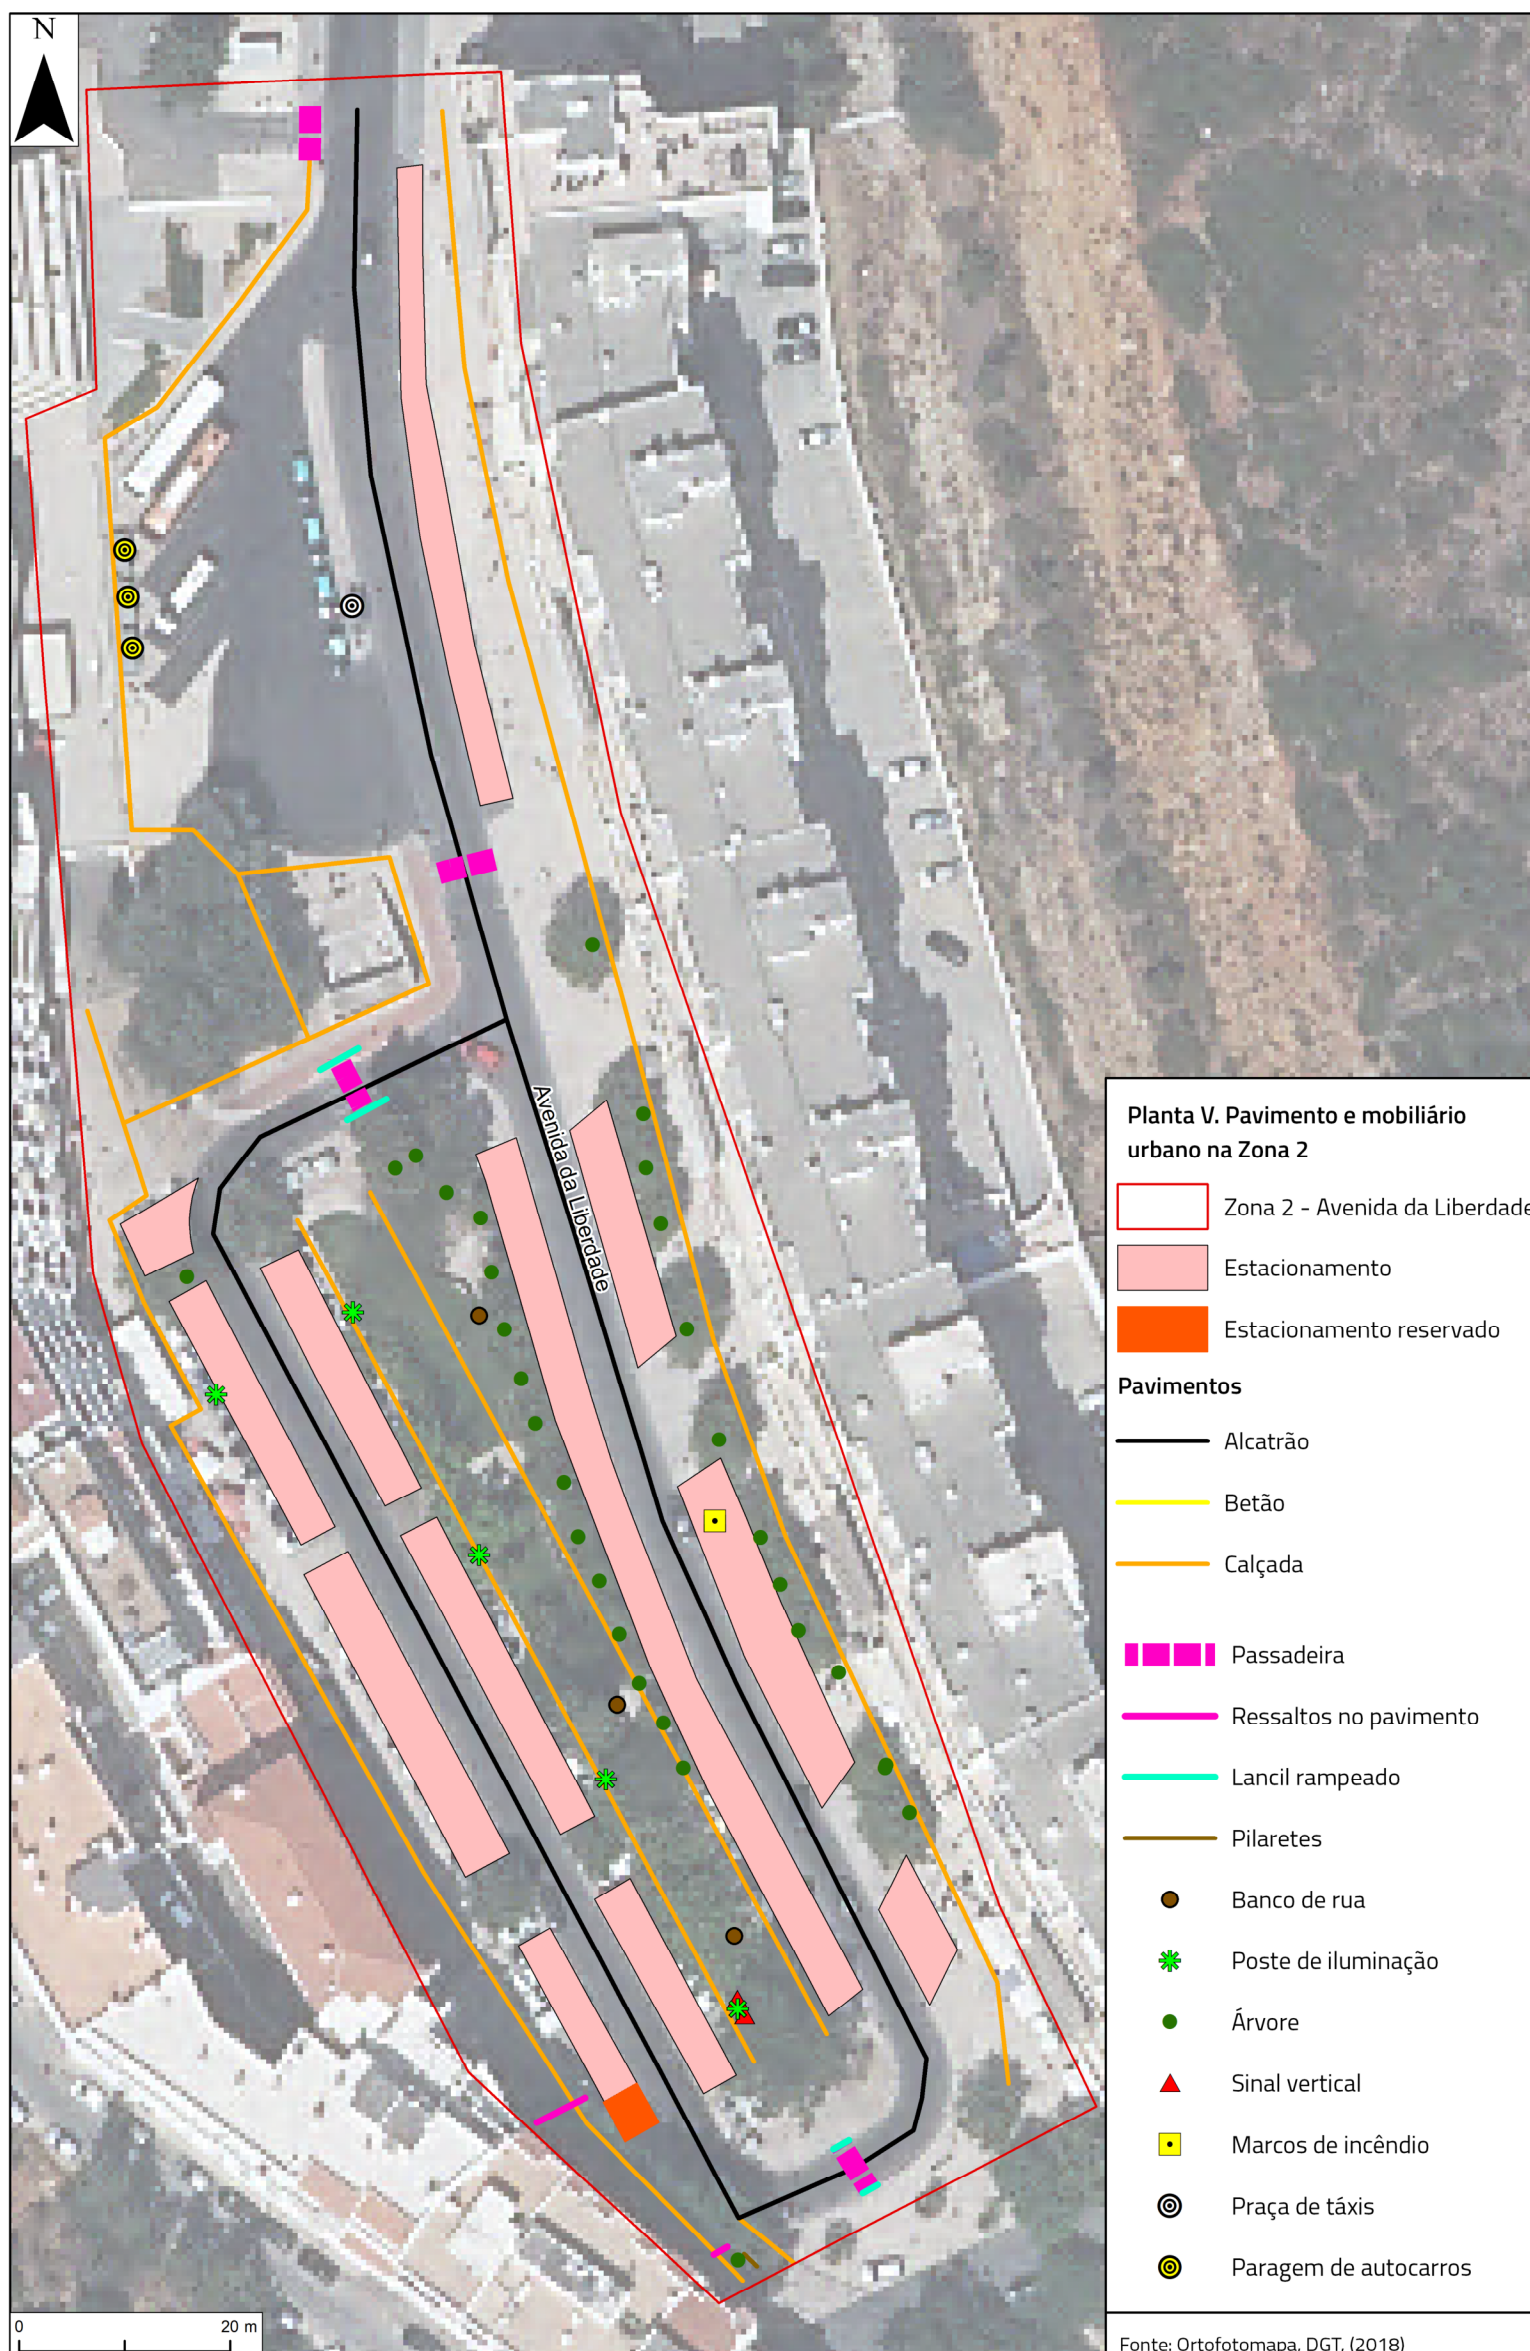 N
Avenida da Liberdade
Planta V. Pavimento e mobiliário
urbano na Zona 2
Zona 2 - Avenida da Liberdade
Estacionamento
Estacionamento reservado
Pavimentos
Alcatrão
Betão
Calçada
Passadeira
Ressaltos no pavimento
Lancil rampeado
Pilaretes
Banco de rua
Poste de iluminação
Árvore
Sinal vertical
Marcos de incêndio
Praça de táxis
Paragem de autocarros
0 20 m
Fonte: Ortofotomapa, DGT, (2018)